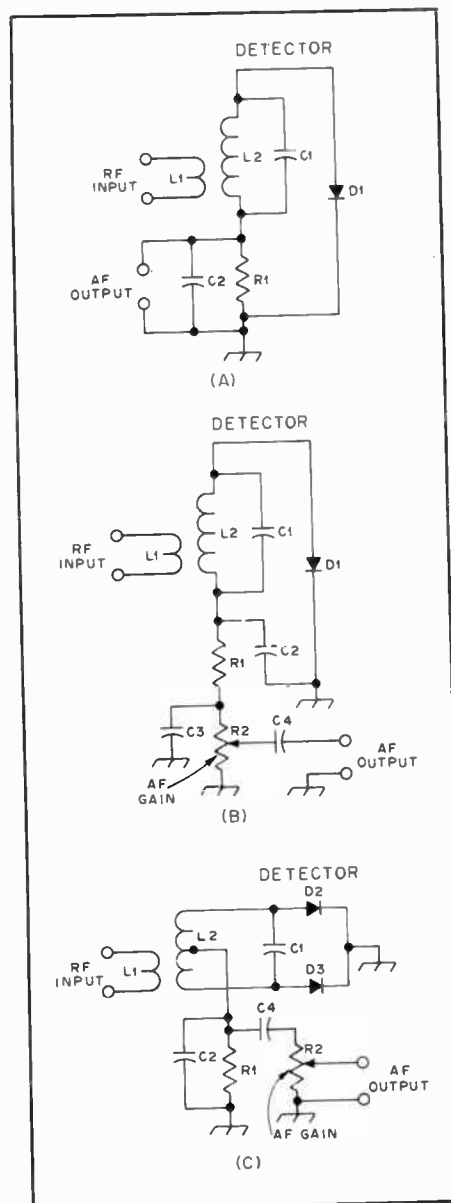 DETECTOR
L2
C1
RF
INPUT
L1
D1
AF
OUTPUT
C2
R1
(A)
DETECTOR
L2
C1
RF
INPUT
L1
D1
R1
C2
C3
R2
C4
AF
OUTPUT
AF
GAIN
(B)
DETECTOR
D2
L2
RF
INPUT
L1
C1
D3
C4
C2
R1
R2
AF
OUTPUT
AF GAIN
(C)